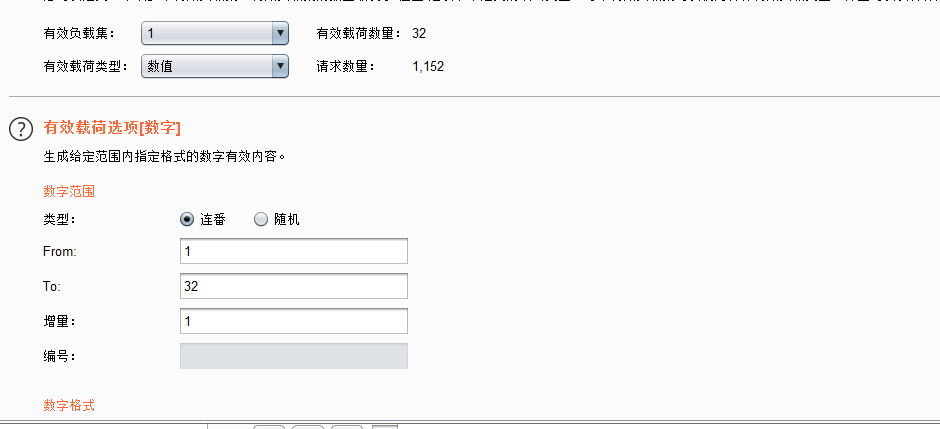 有效负载集： 1 有效载荷数量： 32
有效载荷类型： 数值 请求数量： 1,152
? 有效载荷选项[数字]
生成给定范围内指定格式的数字有效内容。
数字范围
类型： 连番 随机
From: 1
To: 32
增量： 1
编号：
数字格式